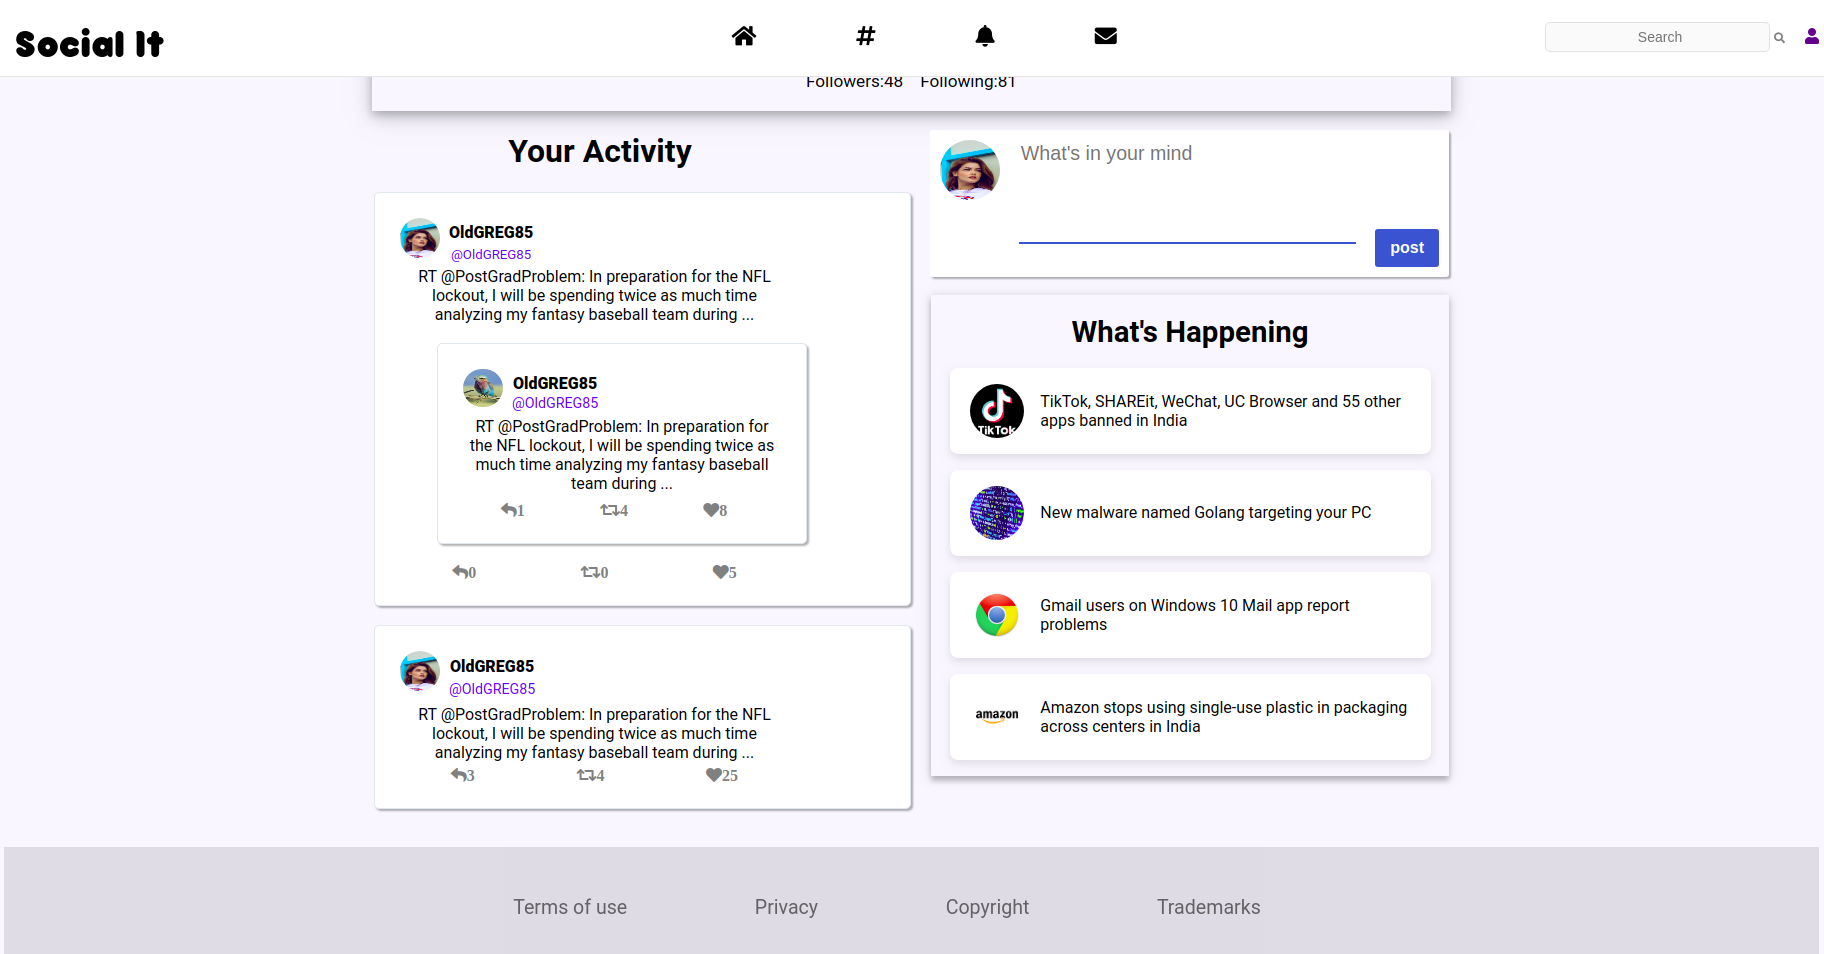 Social It
#
Search
Followers:48 Following:81
Your Activity
OldGREG85
@OldGREG85
RT @PostGradProblem: In preparation for the NFL
lockout, I will be spending twice as much time
analyzing my fantasy baseball team during ...
OldGREG85
@OldGREG85
RT @PostGradProblem: In preparation for
the NFL lockout, I will be spending twice as
much time analyzing my fantasy baseball
team during ...
1 4 8
0 0 5
OldGREG85
@OldGREG85
RT @PostGradProblem: In preparation for the NFL
lockout, I will be spending twice as much time
analyzing my fantasy baseball team during ...
3 4 25
What's in your mind
post
What's Happening
TikTok
TikTok, SHAREit, WeChat, UC Browser and 55 other
apps banned in India
New malware named Golang targeting your PC
Gmail users on Windows 10 Mail app report
problems
amazon
Amazon stops using single-use plastic in packaging
across centers in India
Terms of use Privacy Copyright Trademarks